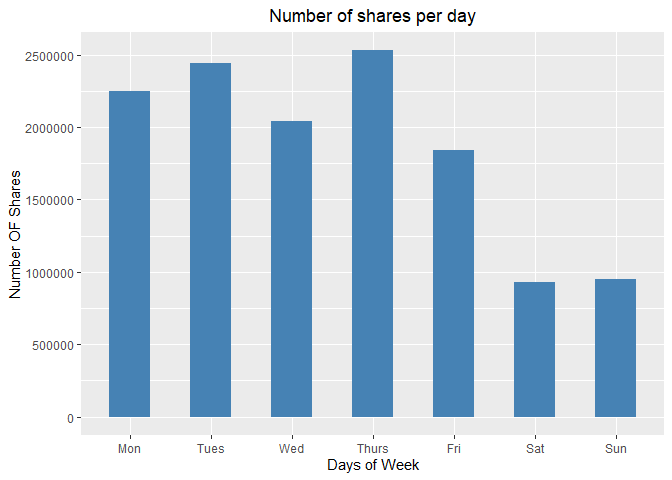 Number of shares per day
Number OF Shares
2500000
2000000
1500000
1000000
500000
0
Mon Tues Wed Thurs Fri Sat Sun
Days of Week